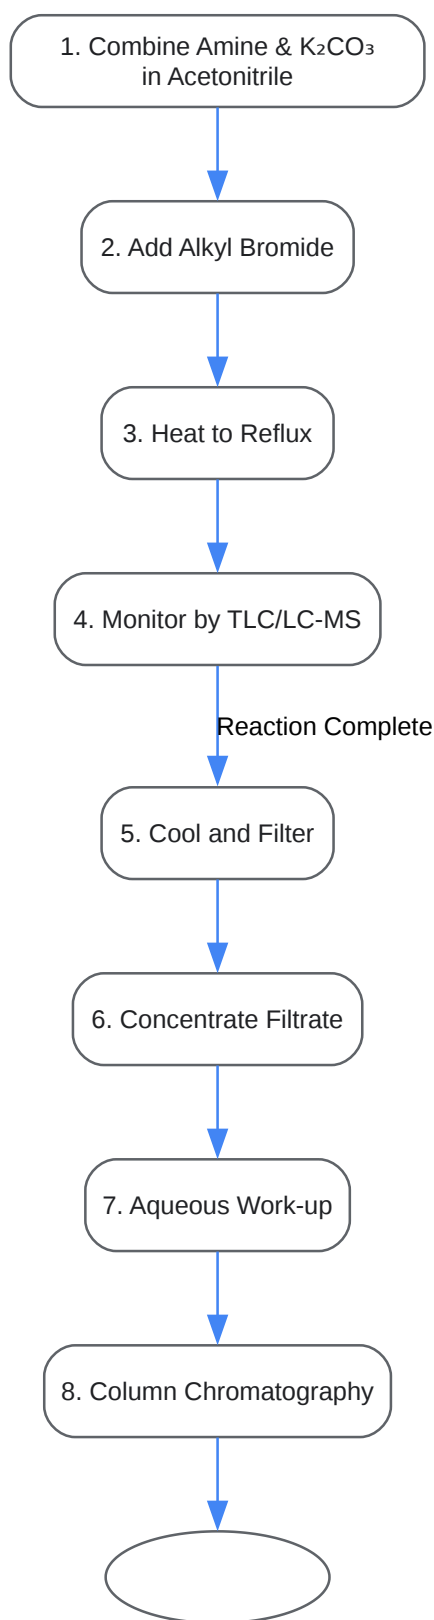 1. Combine Amine & K₂CO₃
in Acetonitrile
2. Add Alkyl Bromide
3. Heat to Reflux
4. Monitor by TLC/LC-MS
Reaction Complete
5. Cool and Filter
6. Concentrate Filtrate
7. Aqueous Work-up
8. Column Chromatography